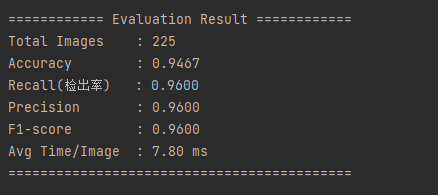 ============ Evaluation Result ============
Total Images    : 225
Accuracy        : 0.9467
Recall(检出率)   : 0.9600
Precision       : 0.9600
F1-score        : 0.9600
Avg Time/Image  : 7.80 ms
===========================================